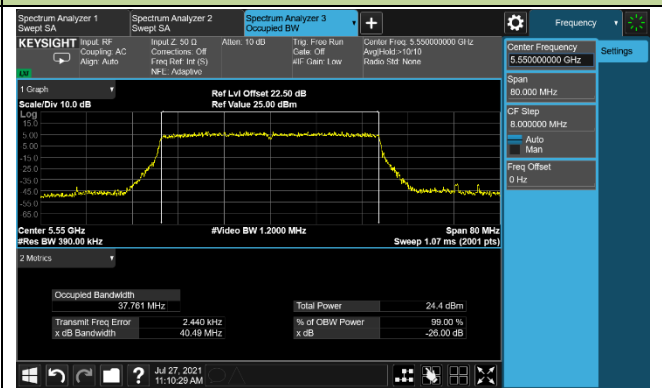 Spectrum Analyzer 1
Swept SA
Spectrum Analyzer 2
Swept SA
Spectrum Analyzer 3
Occupied BW
+
Frequency
KEYSIGHT
Input: RF
Coupling: AC
Align: Auto
Input Z: 50 Ω
Corrections: Off
Freq Ref: Int (S)
NFE: Adaptive
Atten: 10 dB
Trig: Free Run
Gate: Off
#IF Gain: Low
Center Freq: 5.550000000 GHz
Avg|Hold:>10/10
Radio Std: None
Center Frequency
5.550000000 GHz
Settings
Span
80.000 MHz
CF Step
8.000000 MHz
Auto
Man
Freq Offset
0 Hz
1 Graph
Scale/Div 10.0 dB
Ref Lvl Offset 22.50 dB
Ref Value 25.00 dBm
Log
15.0
5.00
-5.00
-15.0
-25.0
-35.0
-45.0
-55.0
-65.0
Center 5.55 GHz
#Res BW 390.00 kHz
#Video BW 1.2000 MHz
Span 80 MHz
Sweep 1.07 ms (2001 pts)
2 Metrics
Occupied Bandwidth
37.761 MHz
Total Power
24.4 dBm
Transmit Freq Error
2.440 kHz
% of OBW Power
99.00 %
x dB Bandwidth
40.49 MHz
x dB
-26.00 dB
?
Jul 27, 2021
11:10:29 AM